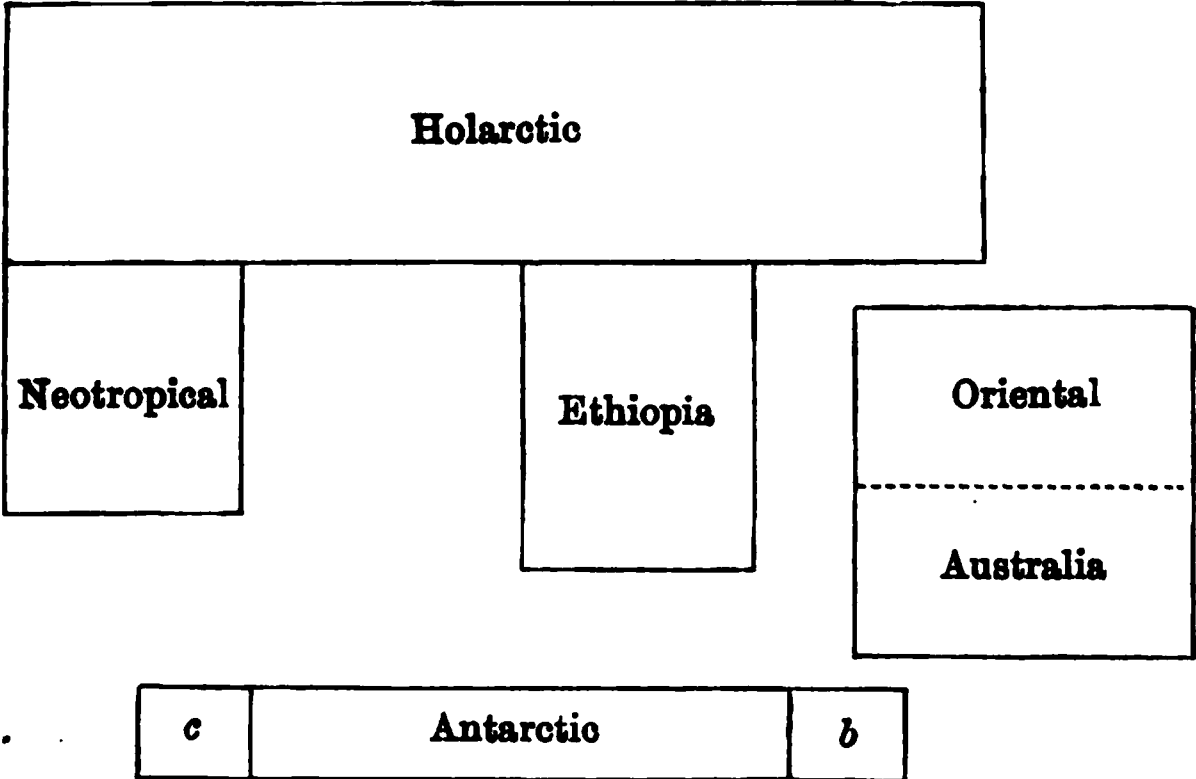 Holarctic
Neotropical
Ethiopia
Oriental
Australia
c
Antarctic
b